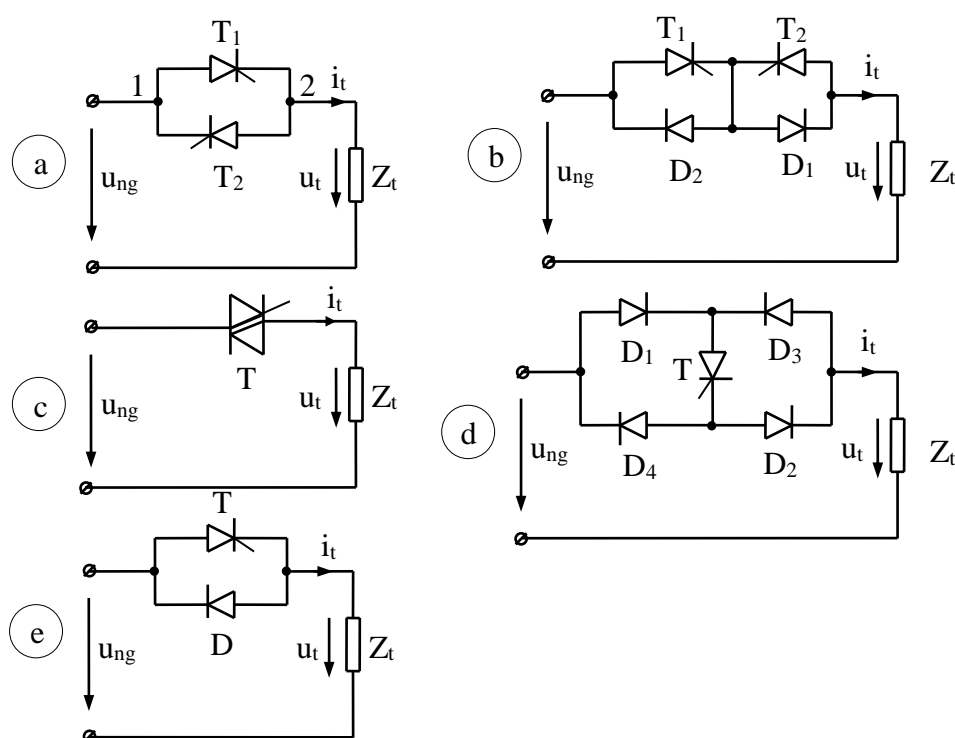 T1
1 2 it
a ung T2 ut Zt
T1 T2
it
b ung D2 D1 ut Zt
it
T
c ung ut Zt
D1 D3 it
T
d ung D4 D2 ut Zt
T
it
D
e ung ut Zt